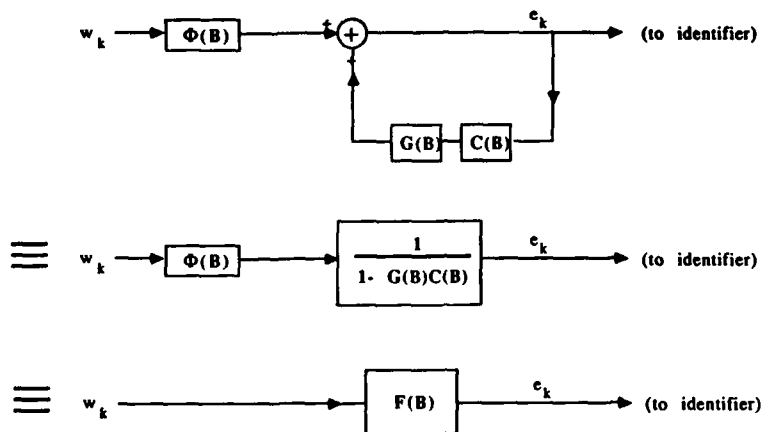 w_k Φ(B) + + e_k (to identifier)
+
G(B) C(B)
≡ w_k Φ(B) 1 e_k (to identifier)
1- G(B)C(B)
≡ w_k F(B) e_k (to identifier)